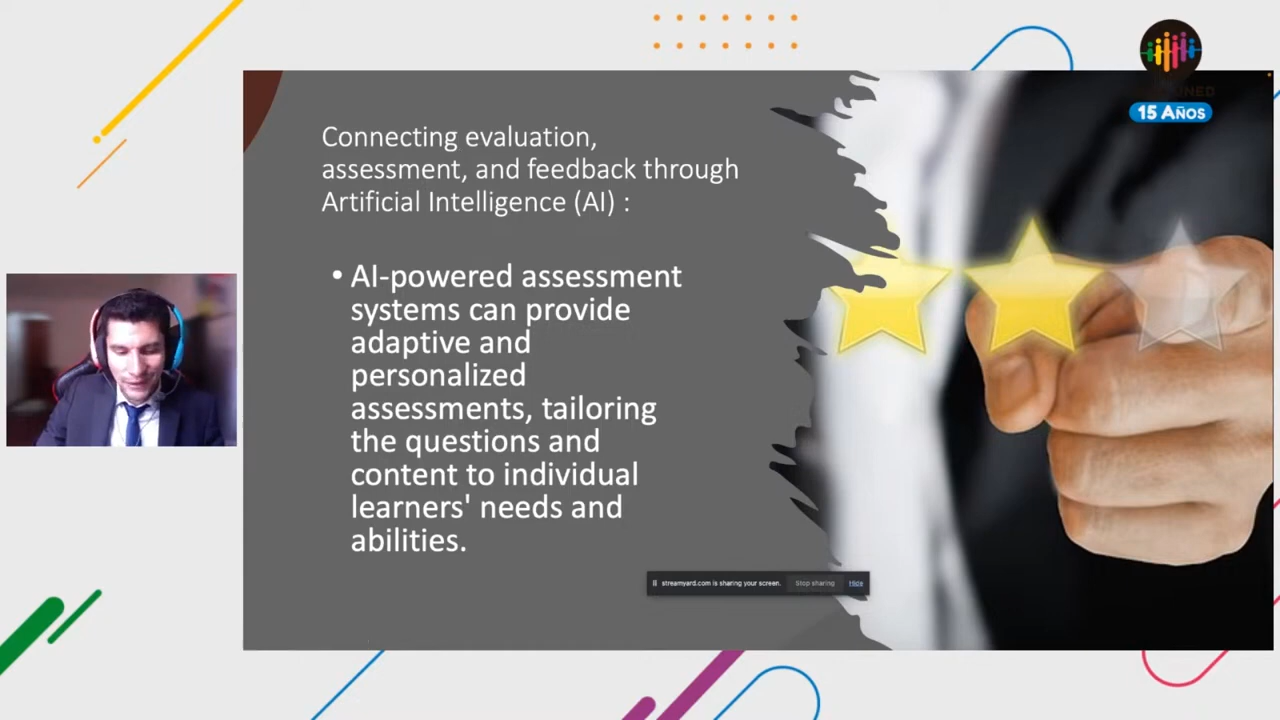 15 AÑOS
Connecting evaluation,
assessment, and feedback through
Artificial Intelligence (AI) :
• AI-powered assessment
systems can provide
adaptive and
personalized
assessments, tailoring
the questions and
content to individual
learners' needs and
abilities.
streamyard.com is sharing your screen. Stop sharing Hide